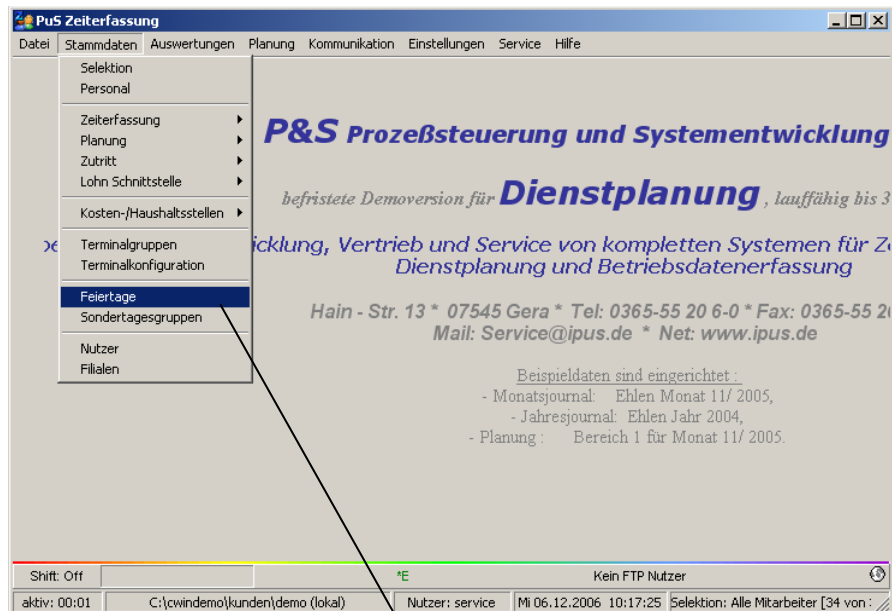 PuS Zeiterfassung
Datei Stammdaten Auswertungen Planung Kommunikation Einstellungen Service Hilfe
Selektion
Personal
Zeiterfassung
Planung
Zutritt
Lohn Schnittstelle
Kosten-/Haushaltsstellen
Terminalgruppen
Terminalkonfiguration
Feiertage
Sondertagesgruppen
Nutzer
Filialen
P&S Prozeßsteuerung und Systementwicklung
befristete Demoversion für Dienstplanung , lauffähig bis 3
icklung, Vertrieb und Service von kompletten Systemen für Z
Dienstplanung und Betriebsdatenerfassung
Hain - Str. 13 * 07545 Gera * Tel: 0365-55 20 6-0 * Fax: 0365-55 2
Mail: Service@ipus.de * Net: www.ipus.de
Beispieldaten sind eingerichtet :
- Monatsjournal: Ehlen Monat 11/ 2005,
- Jahresjournal: Ehlen Jahr 2004,
- Planung : Bereich 1 für Monat 11/ 2005.
Shift: Off *E Kein FTP Nutzer
aktiv: 00:01 C:\cwindemo\kunden\demo (lokal) Nutzer: service Mi 06.12.2006 10:17:25 Selektion: Alle Mitarbeiter [34 von :